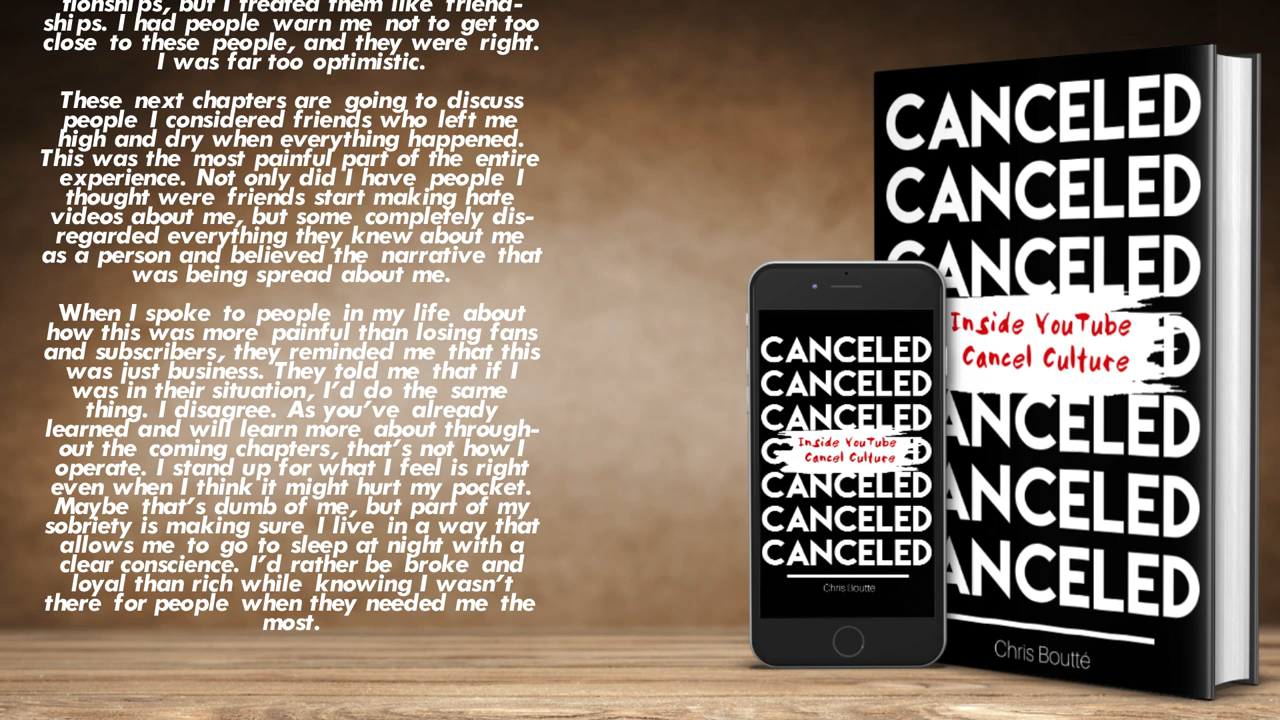 tionships, but I treated them like friend-
ships. I had people warn me not to get too
close to these people, and they were right.
I was far too optimistic.
These next chapters are going to discuss
people I considered friends who left me
high and dry when everything happened.
This was the most painful part of the entire
experience. Not only did I have people I
thought were friends start making hate
videos about me, but some completely dis-
regarded everything they knew about me
as a person and believed the narrative that
was being spread about me.
When I spoke to people in my life about
how this was more painful than losing fans
and subscribers, they reminded me that this
was just business. They told me that if I
was in their situation, I'd do the same
thing. I disagree. As you've already
learned and will learn more about through-
out the coming chapters, that's not how I
operate. I stand up for what I feel is right
even when I think it might hurt my pocket.
Maybe that's dumb of me, but part of my
sobriety is making sure I live in a way that
allows me to go to sleep at night with a
clear conscience. I'd rather be broke and
loyal than rich while knowing I wasn't
there for people when they needed me the
most.
CANCELED
CANCELED
CANCELED
Inside YouTube
Cancel Culture
CANCELED
CANCELED
CANCELED
Chris Boutté
CANCELED
CANCELED
CANCELED
Inside YouTube
Cancel Culture
CANCELED
CANCELED
CANCELED
Chris Boutté